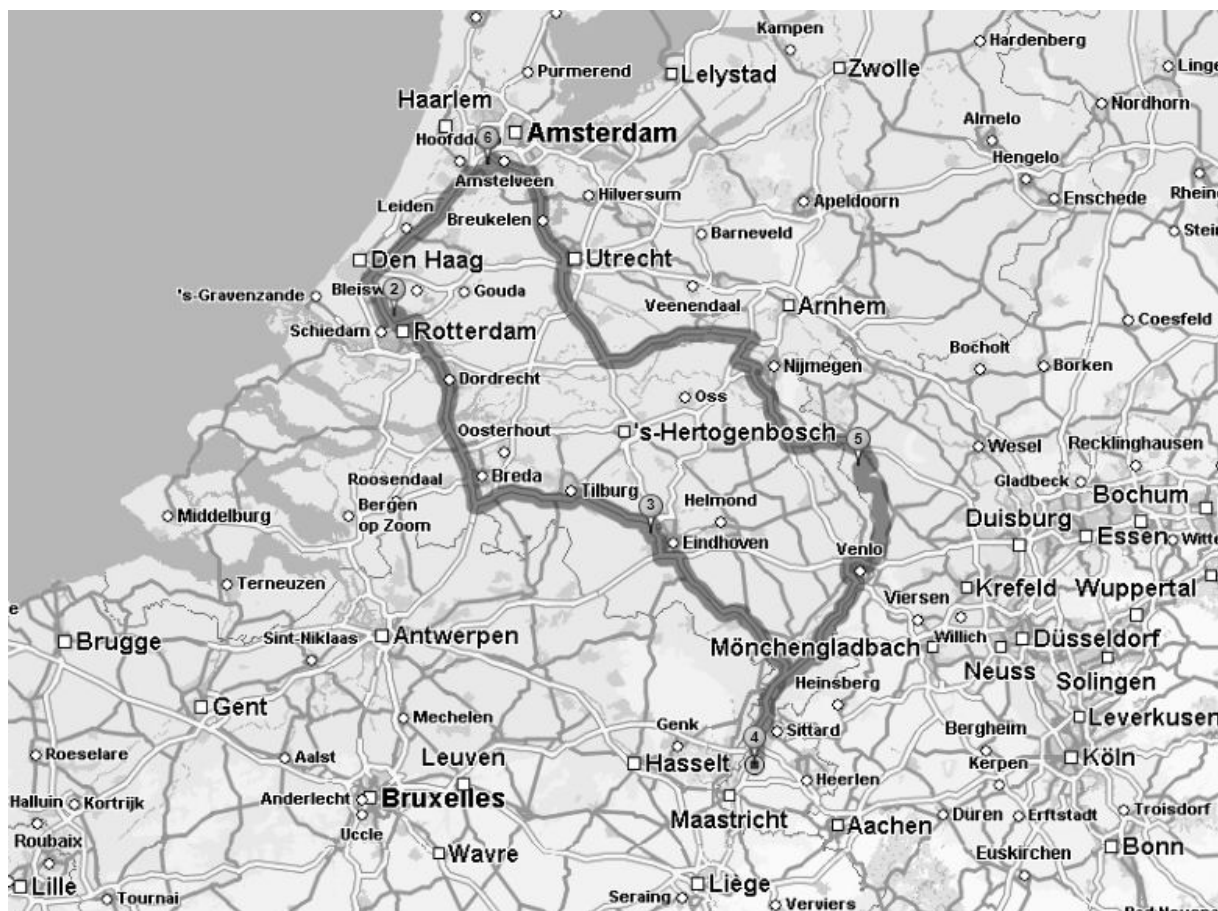 Kampen
Hardenberg
Purmerend
Lelystad
Zwolle
Haarlem
Nordhorn
6
Amsterdam
Almelo
Amstelveen
Hengelo
Hilversum
Apeldoorn
Enschede
Leiden
Breukelen
Barneveld
Den Haag
Utrecht
2
's-Gravenzande
Gouda
Veenendaal
Arnhem
Schiedam
Rotterdam
Coesfeld
Bocholt
Borken
Dordrecht
Nijmegen
Oss
Oosterhout
's-Hertogenbosch
5
Wesel
Recklinghausen
Roosendaal
Breda
Gladbeck
Bergen
op Zoom
Tilburg
3
Helmond
Bochum
Middelburg
Duisburg
Essen
Eindhoven
Venlo
Terneuzen
Krefeld
Wuppertal
Viersen
Brugge
Sint-Niklaas
Antwerpen
Mönchengladbach
Willich
Düsseldorf
Neuss
Solingen
Heinsberg
Gent
Mechelen
Genk
4
Sittard
Bergheim
Leverkusen
Roeselare
Aalst
Leuven
Hasselt
Heerlen
Kerpen
Köln
Halluin
Kortrijk
Anderlecht
Bruxelles
Maastricht
Aachen
Düren
Erftstadt
Troisdorf
Roubaix
Uccle
Wavre
Euskirchen
Bonn
Lille
Tournai
Seraing
Liège
Verviers